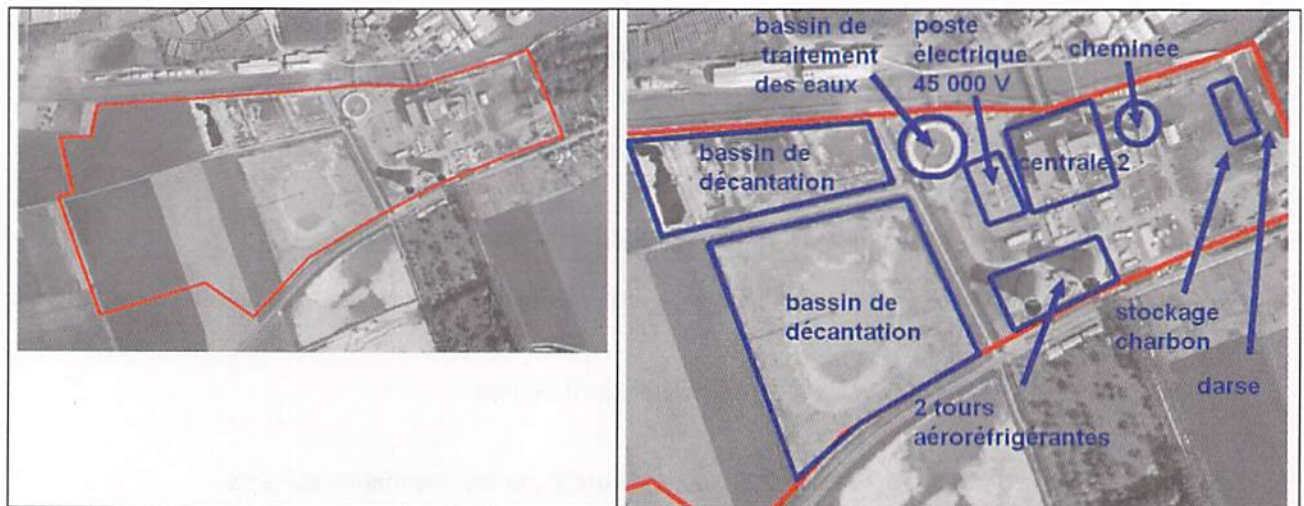 bassin de
traitement
des eaux
poste
électrique
45 000 V
cheminée
bassin de
décantation
centrale 2
bassin de
décantation
stockage
charbon
darse
2 tours
aéroréfrigérantes